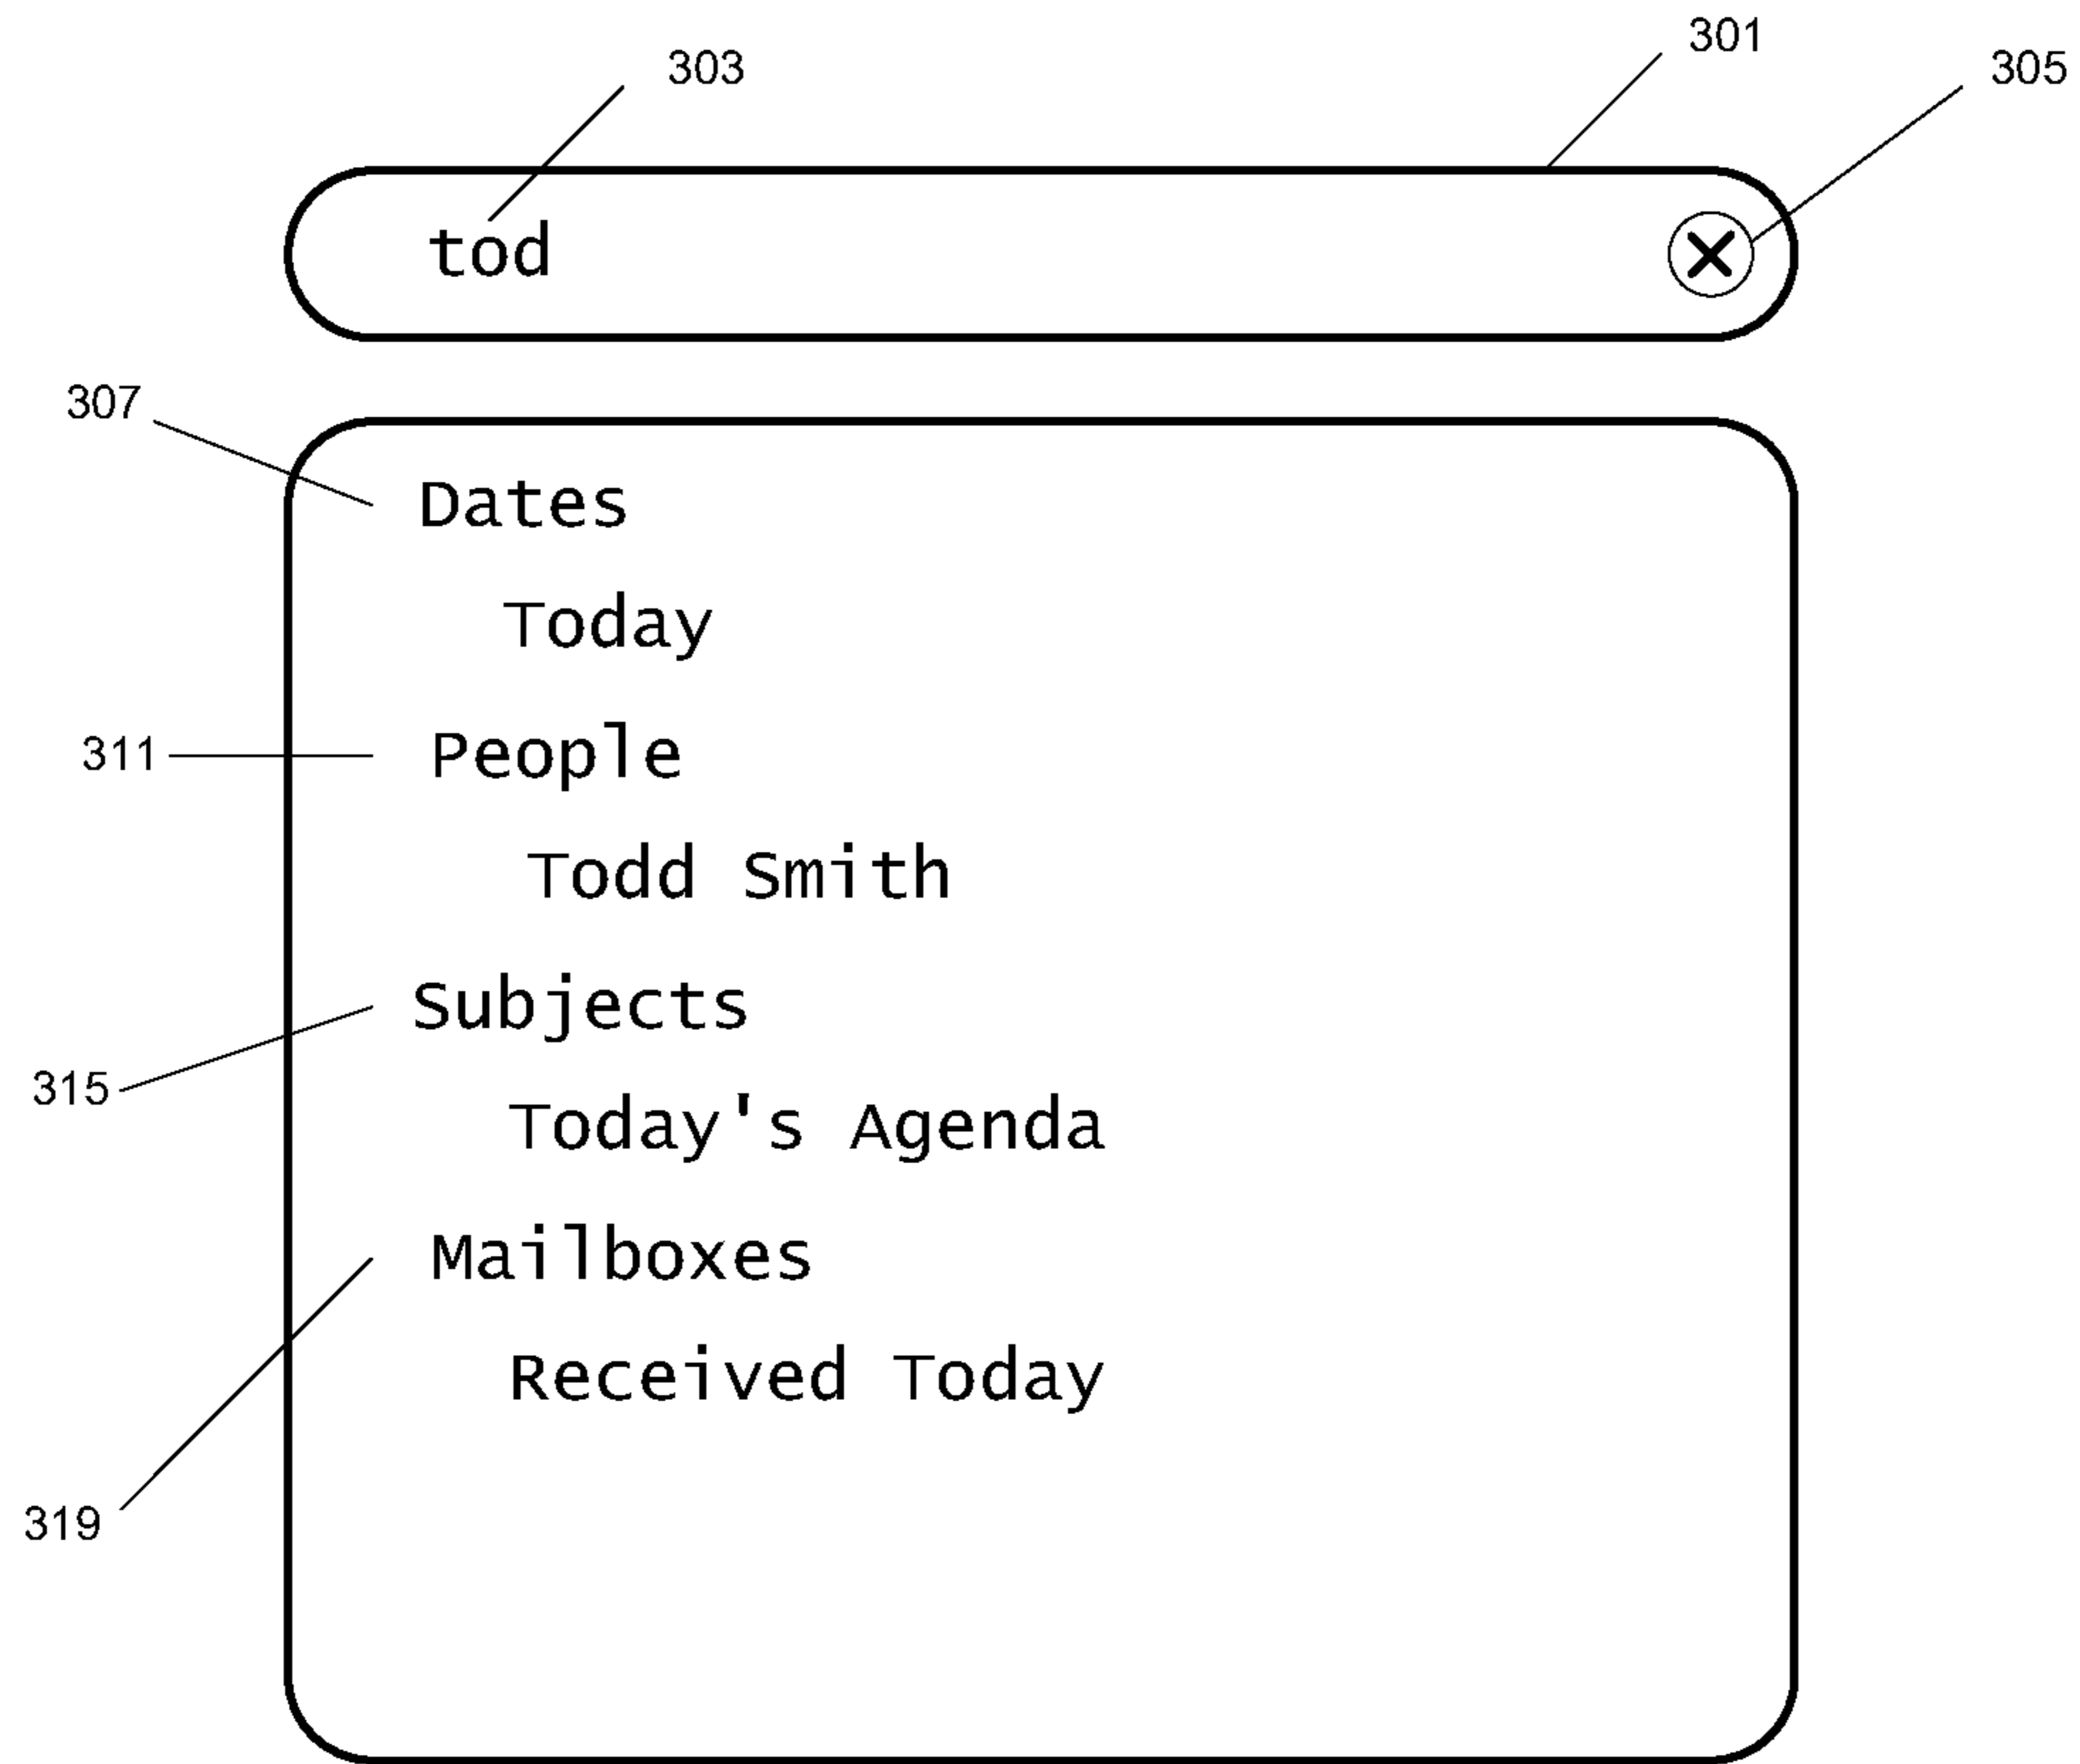 301
303
305
tod
307
Dates
Today
311
People
Todd Smith
Subjects
315
Today's Agenda
Mailboxes
Received Today
319